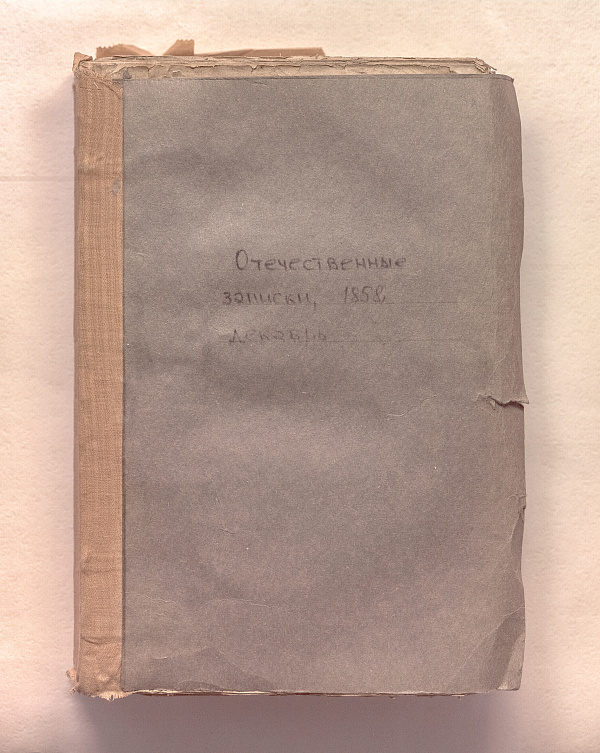 Отечественные
записки, 1858,
декабрь